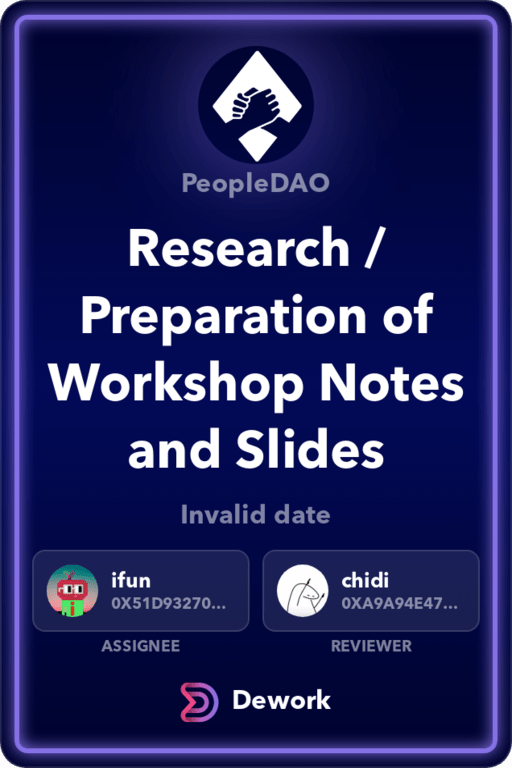 PeopleDAO
Research /
Preparation of
Workshop Notes
and Slides
Invalid date
ifun
0X51D93270...
ASSIGNEE
chidi
0XA9A94E47...
REVIEWER
Dework